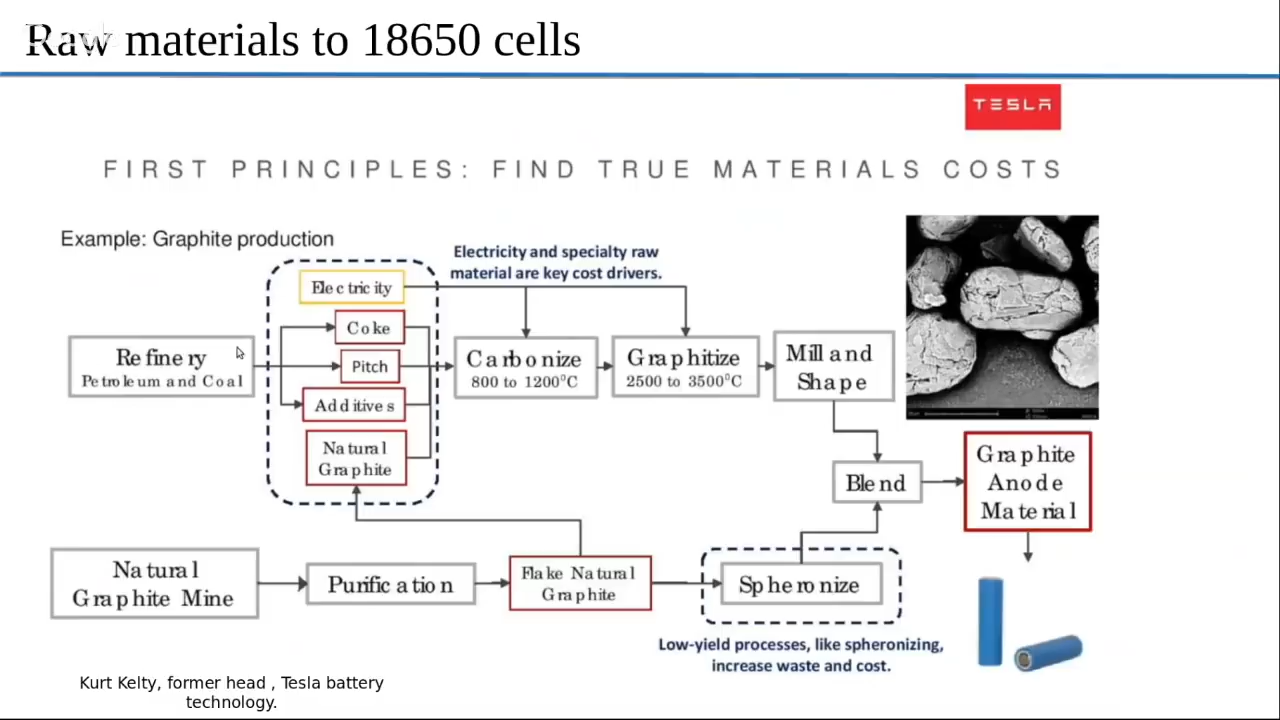 Raw materials to 18650 cells
TESLA
FIRST PRINCIPLES: FIND TRUE MATERIALS COSTS
Example: Graphite production
Electricity and specialty raw
material are key cost drivers.
Electricity
Coke
Refinery
Petroleum and Coal
Pitch
Additives
Natural
Graphite
Carbonize
800 to 1200°C
Graphitize
2500 to 3500°C
Mill and
Shape
Blend
Graphite
Anode
Material
Natural
Graphite Mine
Purification
Flake Natural
Graphite
Spheronize
Low-yield processes, like spheronizing,
increase waste and cost.
Kurt Kelty, former head , Tesla battery
technology.